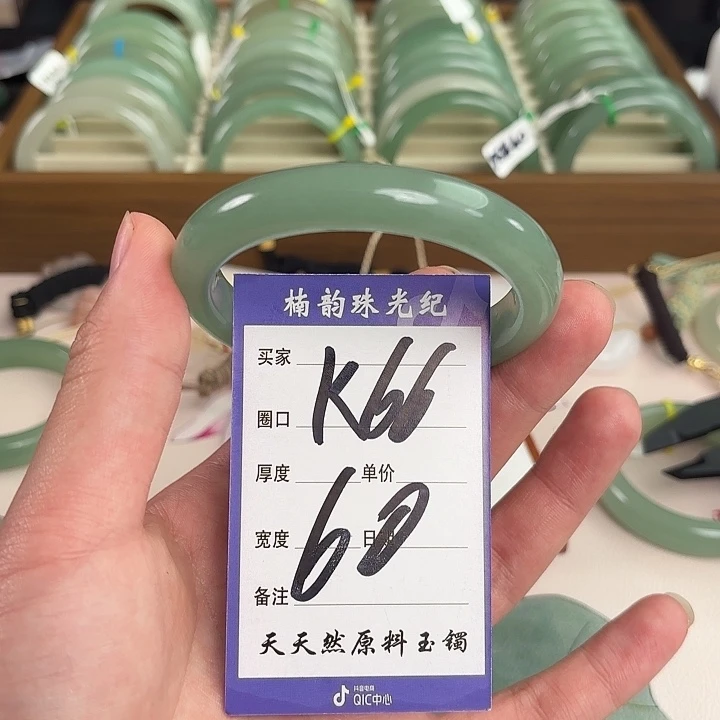 楠韵珠光纪
买家
K66
圈口
厚度 单价
60
宽度 日期
备注
天天然原料玉镯
抖音电商
QIC中心